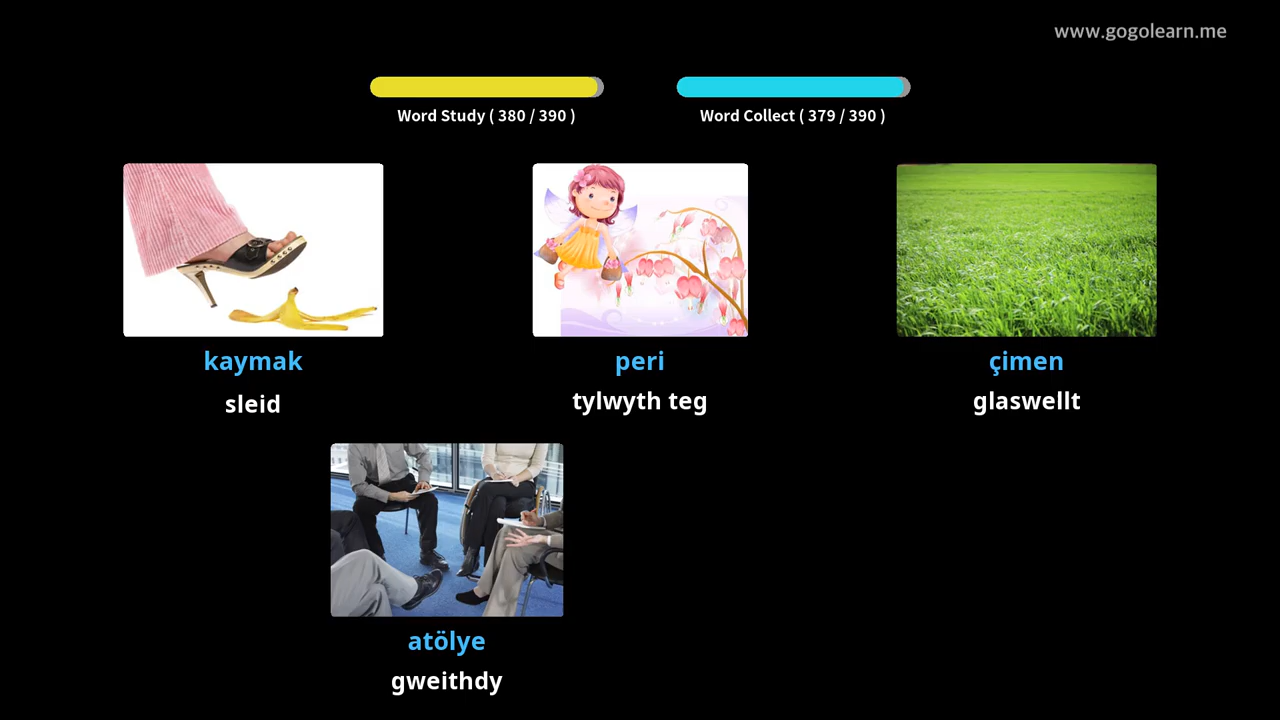 www.gogolearn.me
Word Study ( 380 / 390 )
Word Collect ( 379 / 390 )
kaymak
sleid
peri
tylwyth teg
çimen
glaswellt
atölye
gweithdy